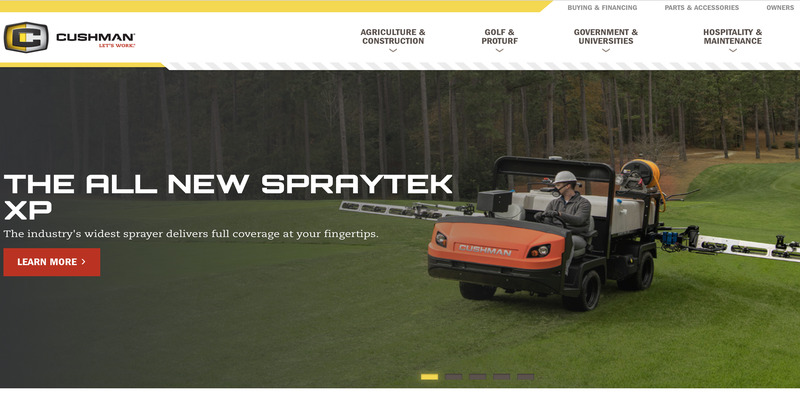 BUYING & FINANCING
PARTS & ACCESSORIES
OWNERS
CUSHMAN
LET'S WORK.
AGRICULTURE &
CONSTRUCTION
GOLF &
PROTURF
GOVERNMENT &
UNIVERSITIES
HOSPITALITY &
MAINTENANCE
THE ALL NEW SPRAYTEK
XP
The industry's widest sprayer delivers full coverage at your fingertips.
LEARN MORE
CUSHMAN